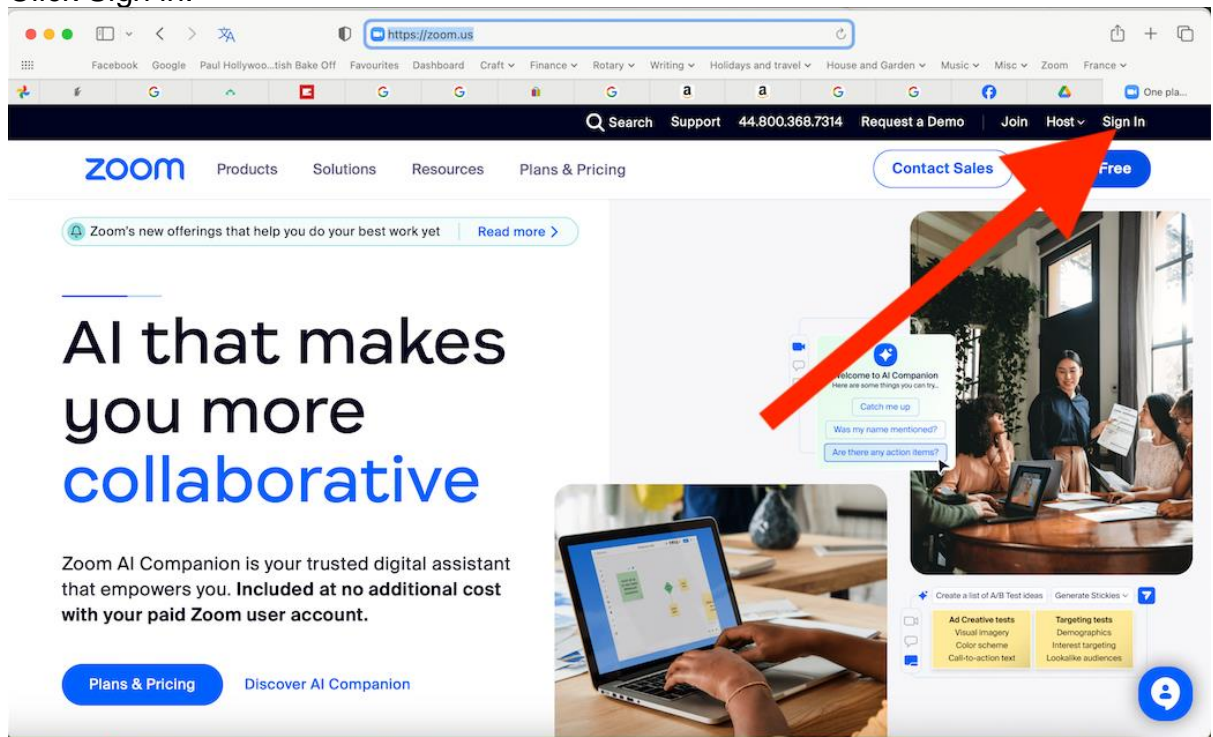 Click Sign In.
https://zoom.us
Facebook Google Paul Hollywoo...tish Bake Off Favourites Dashboard Craft Finance Rotary Writing Holidays and travel House and Garden Music Misc Zoom France
One pla...
Search Support 44.800.368.7314 Request a Demo Join Host Sign In
zoom Products Solutions Resources Plans & Pricing Contact Sales Free
Zoom's new offerings that help you do your best work yet Read more >
AI that makes
you more
collaborative
Welcome to AI Companion
Here are some things you can try...
Catch me up
Was my name mentioned?
Are there any action items?
Zoom AI Companion is your trusted digital assistant
that empowers you. Included at no additional cost
with your paid Zoom user account.
Plans & Pricing Discover AI Companion
Create a list of A/B Test ideas Generate Stickies
Ad Creative tests
Visual imagery
Color scheme
Call-to-action text
Targeting tests
Demographics
Interest targeting
Lookalike audiences